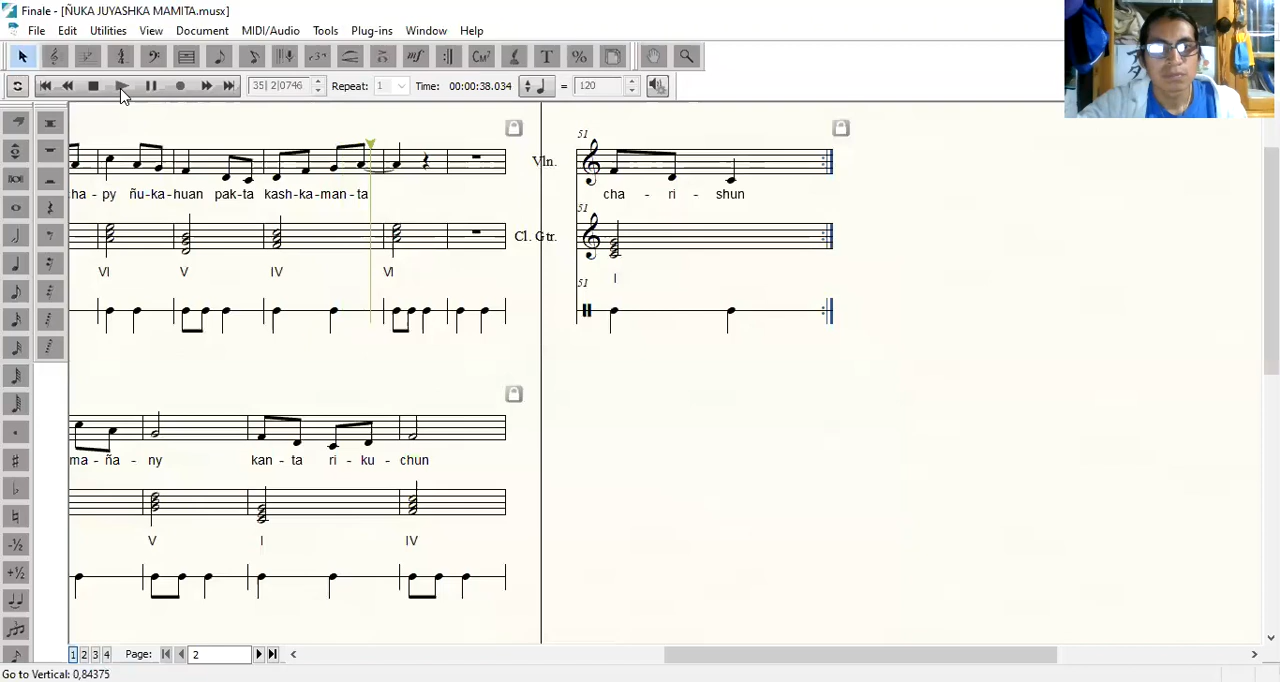 Finale - [ÑUKA JUYASHKA MAMITA.musx]
File Edit Utilities View Document MIDI/Audio Tools Plug-ins Window Help
35| 2|0746 Repeat: 1 Time: 00:00:38.034 = 120
51
Vln.
ha - py ñu-ka-huan pak-ta kash-ka-man-ta
cha - ri - shun
51
Cl. Gtr.
VI V IV VI
I
51
ma - ña - ny kan - ta ri - ku - chun
V I IV
1 2 3 4 Page: 2
Go to Vertical: 0,84375